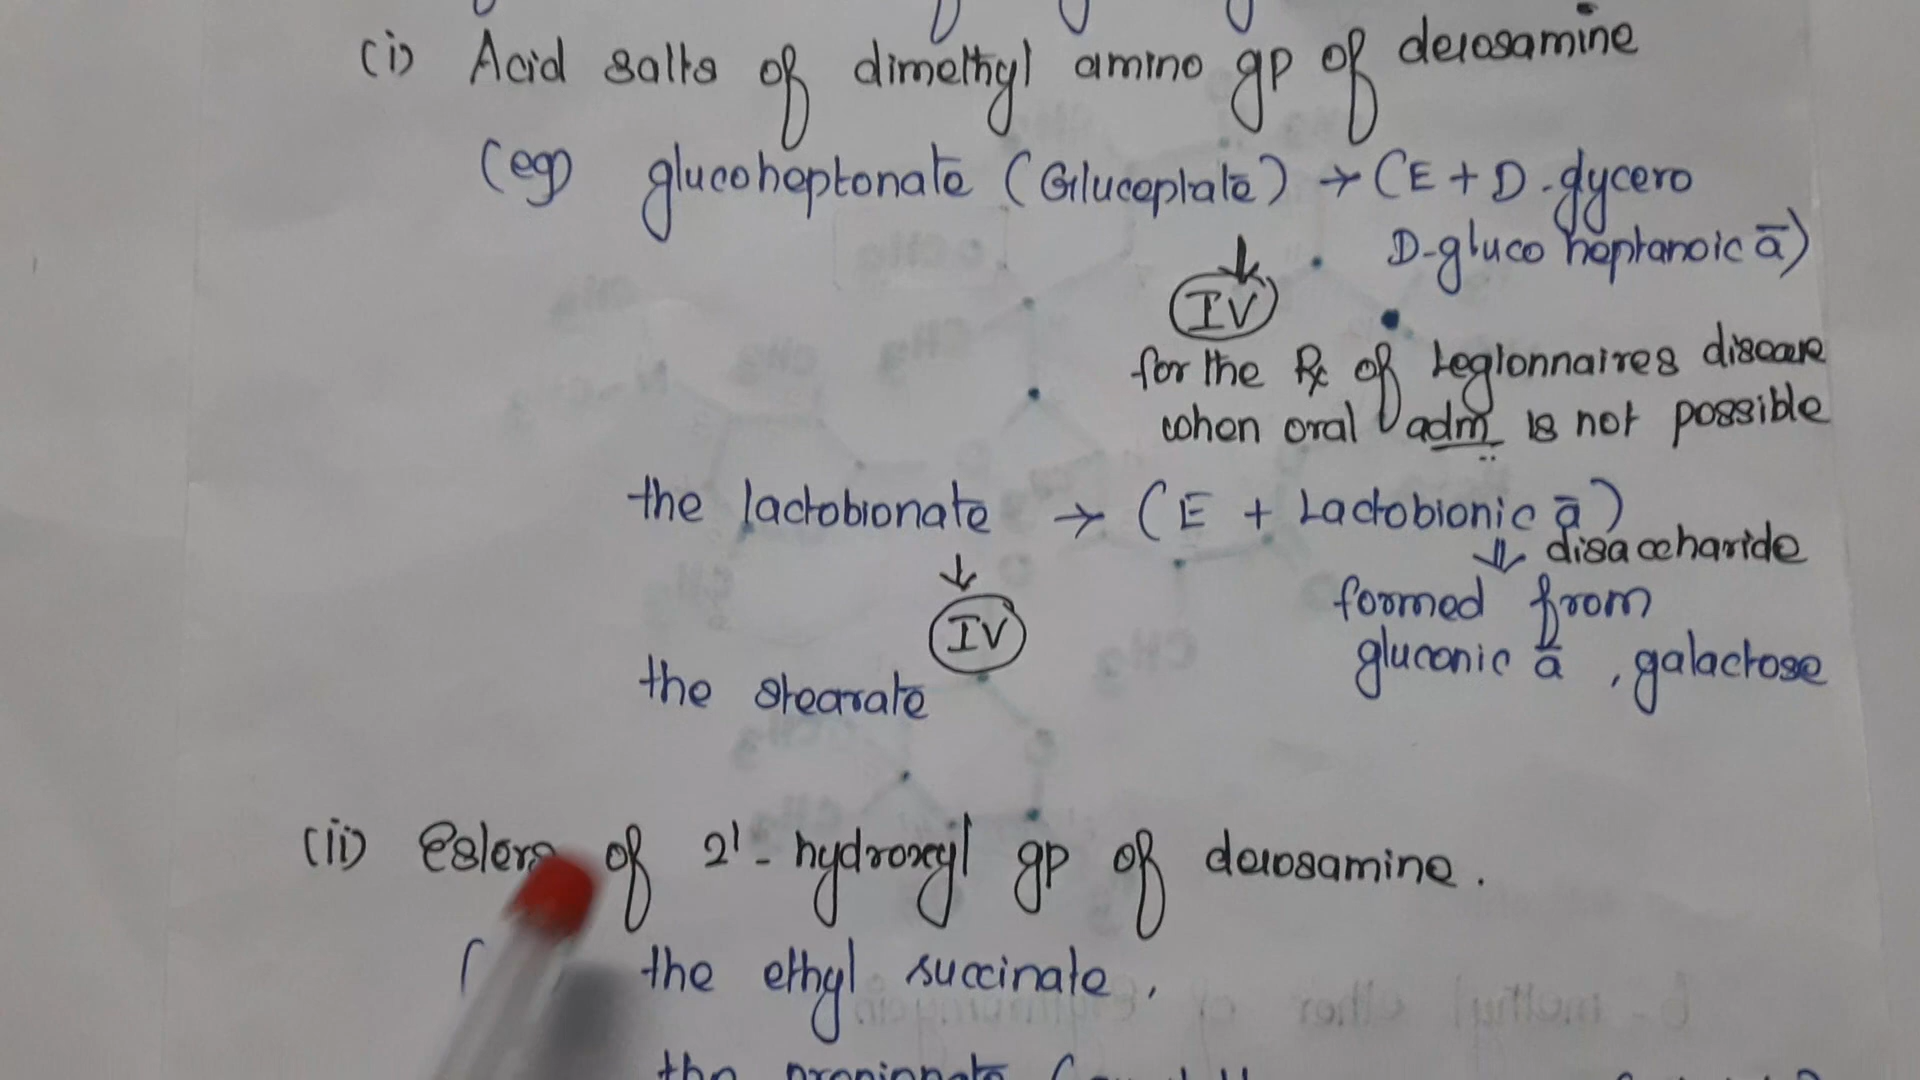 (i) Acid salts of dimethyl amino gp of desosamine
(eg) glucoheptonate (Gluceptate) → (E + D-glycero
D-gluco heptanoic ā)
↓
IV
for the Rx of Legionnaires disease
when oral adm is not possible
the lactobionate → (E + Lactobionic ā)
⇓ disaccharide
↓
formed from
IV
gluconic ā, galactose
the stearate
(ii) Esters of 2' - hydroxyl gp of desosamine.
( the ethyl succinate,
the propionate (